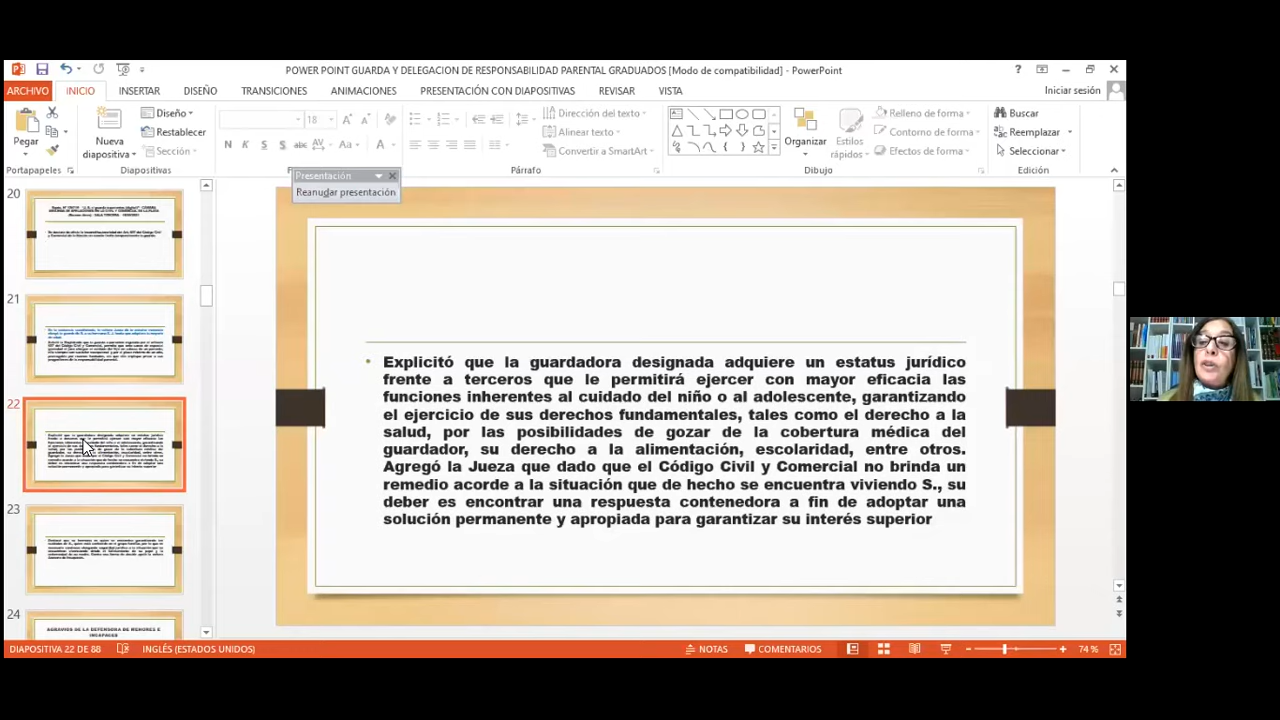 POWER POINT GUARDA Y DELEGACION DE RESPONSABILIDAD PARENTAL GRADUADOS [Modo de compatibilidad] - PowerPoint
ARCHIVO INICIO INSERTAR DISEÑO TRANSICIONES ANIMACIONES PRESENTACIÓN CON DIAPOSITIVAS REVISAR VISTA Iniciar sesión
Pegar
Nueva
diapositiva
Diseño
Restablecer
Sección
18
Dirección del texto
Alinear texto
Convertir a SmartArt
Organizar
Estilos
rápidos
Relleno de forma
Contorno de forma
Efectos de forma
Buscar
Reemplazar
Seleccionar
Portapapeles Diapositivas Párrafo Dibujo Edición
Presentación
Reanudar presentación
20
21
22
23
24
AGRAVIOS DE LA DEFENSORA DE MENORES E
INCAPACES
Explicitó que la guardadora designada adquiere un estatus jurídico
frente a terceros que le permitirá ejercer con mayor eficacia las
funciones inherentes al cuidado del niño o al adolescente, garantizando
el ejercicio de sus derechos fundamentales, tales como el derecho a la
salud, por las posibilidades de gozar de la cobertura médica del
guardador, su derecho a la alimentación, escolaridad, entre otros.
Agregó la Jueza que dado que el Código Civil y Comercial no brinda un
remedio acorde a la situación que de hecho se encuentra viviendo S., su
deber es encontrar una respuesta contenedora a fin de adoptar una
solución permanente y apropiada para garantizar su interés superior
DIAPOSITIVA 22 DE 88 INGLÉS (ESTADOS UNIDOS) NOTAS COMENTARIOS 74 %